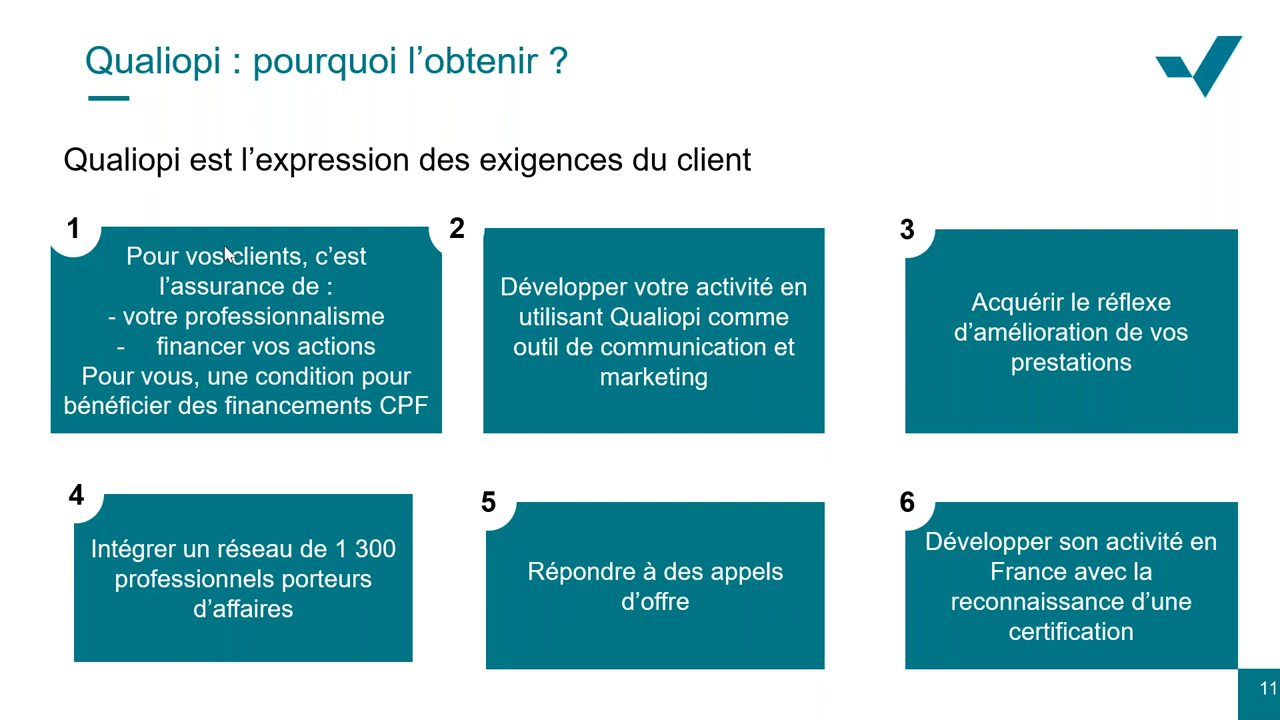 Qualiopi : pourquoi l’obtenir ?
Qualiopi est l’expression des exigences du client
1
Pour vos clients, c’est
l’assurance de :
- votre professionnalisme
- financer vos actions
Pour vous, une condition pour
bénéficier des financements CPF
2
Développer votre activité en
utilisant Qualiopi comme
outil de communication et
marketing
3
Acquérir le réflexe
d’amélioration de vos
prestations
4
Intégrer un réseau de 1 300
professionnels porteurs
d’affaires
5
Répondre à des appels
d’offre
6
Développer son activité en
France avec la
reconnaissance d’une
certification
11